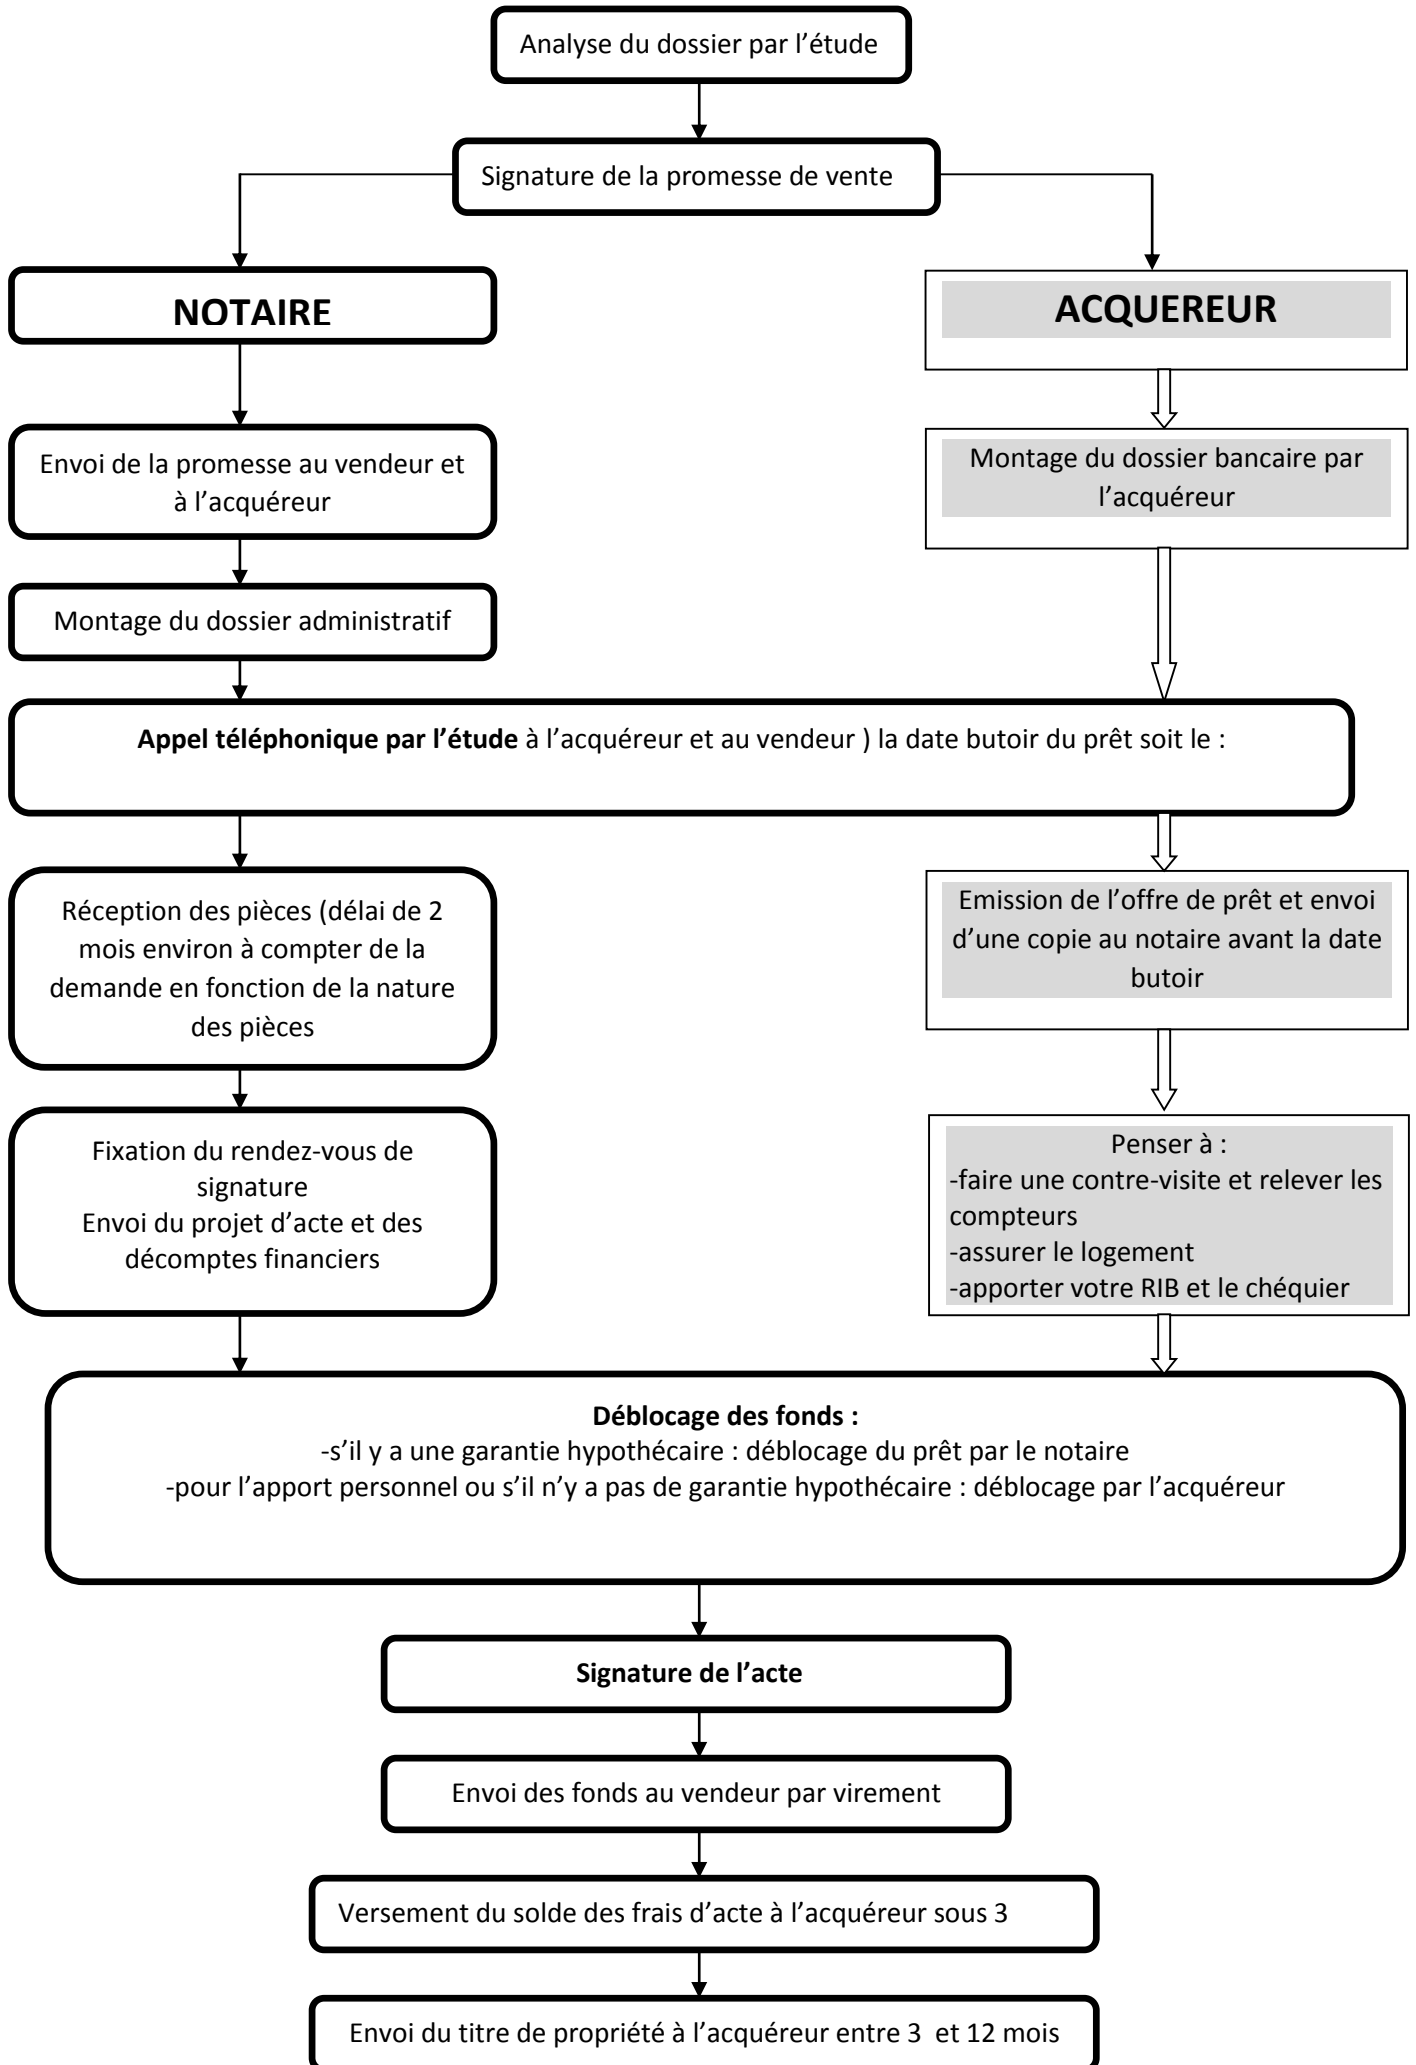 Analyse du dossier par l’étude
Signature de la promesse de vente
NOTAIRE
ACQUEREUR
Envoi de la promesse au vendeur et
à l’acquéreur
Montage du dossier bancaire par
l’acquéreur
Montage du dossier administratif
Appel téléphonique par l’étude à l’acquéreur et au vendeur ) la date butoir du prêt soit le :
Réception des pièces (délai de 2
mois environ à compter de la
demande en fonction de la nature
des pièces
Emission de l’offre de prêt et envoi
d’une copie au notaire avant la date
butoir
Fixation du rendez-vous de
signature
Envoi du projet d’acte et des
décomptes financiers
Penser à :
-faire une contre-visite et relever les
compteurs
-assurer le logement
-apporter votre RIB et le chéquier
Déblocage des fonds :
-s’il y a une garantie hypothécaire : déblocage du prêt par le notaire
-pour l’apport personnel ou s’il n’y a pas de garantie hypothécaire : déblocage par l’acquéreur
Signature de l’acte
Envoi des fonds au vendeur par virement
Versement du solde des frais d’acte à l’acquéreur sous 3
Envoi du titre de propriété à l’acquéreur entre 3 et 12 mois